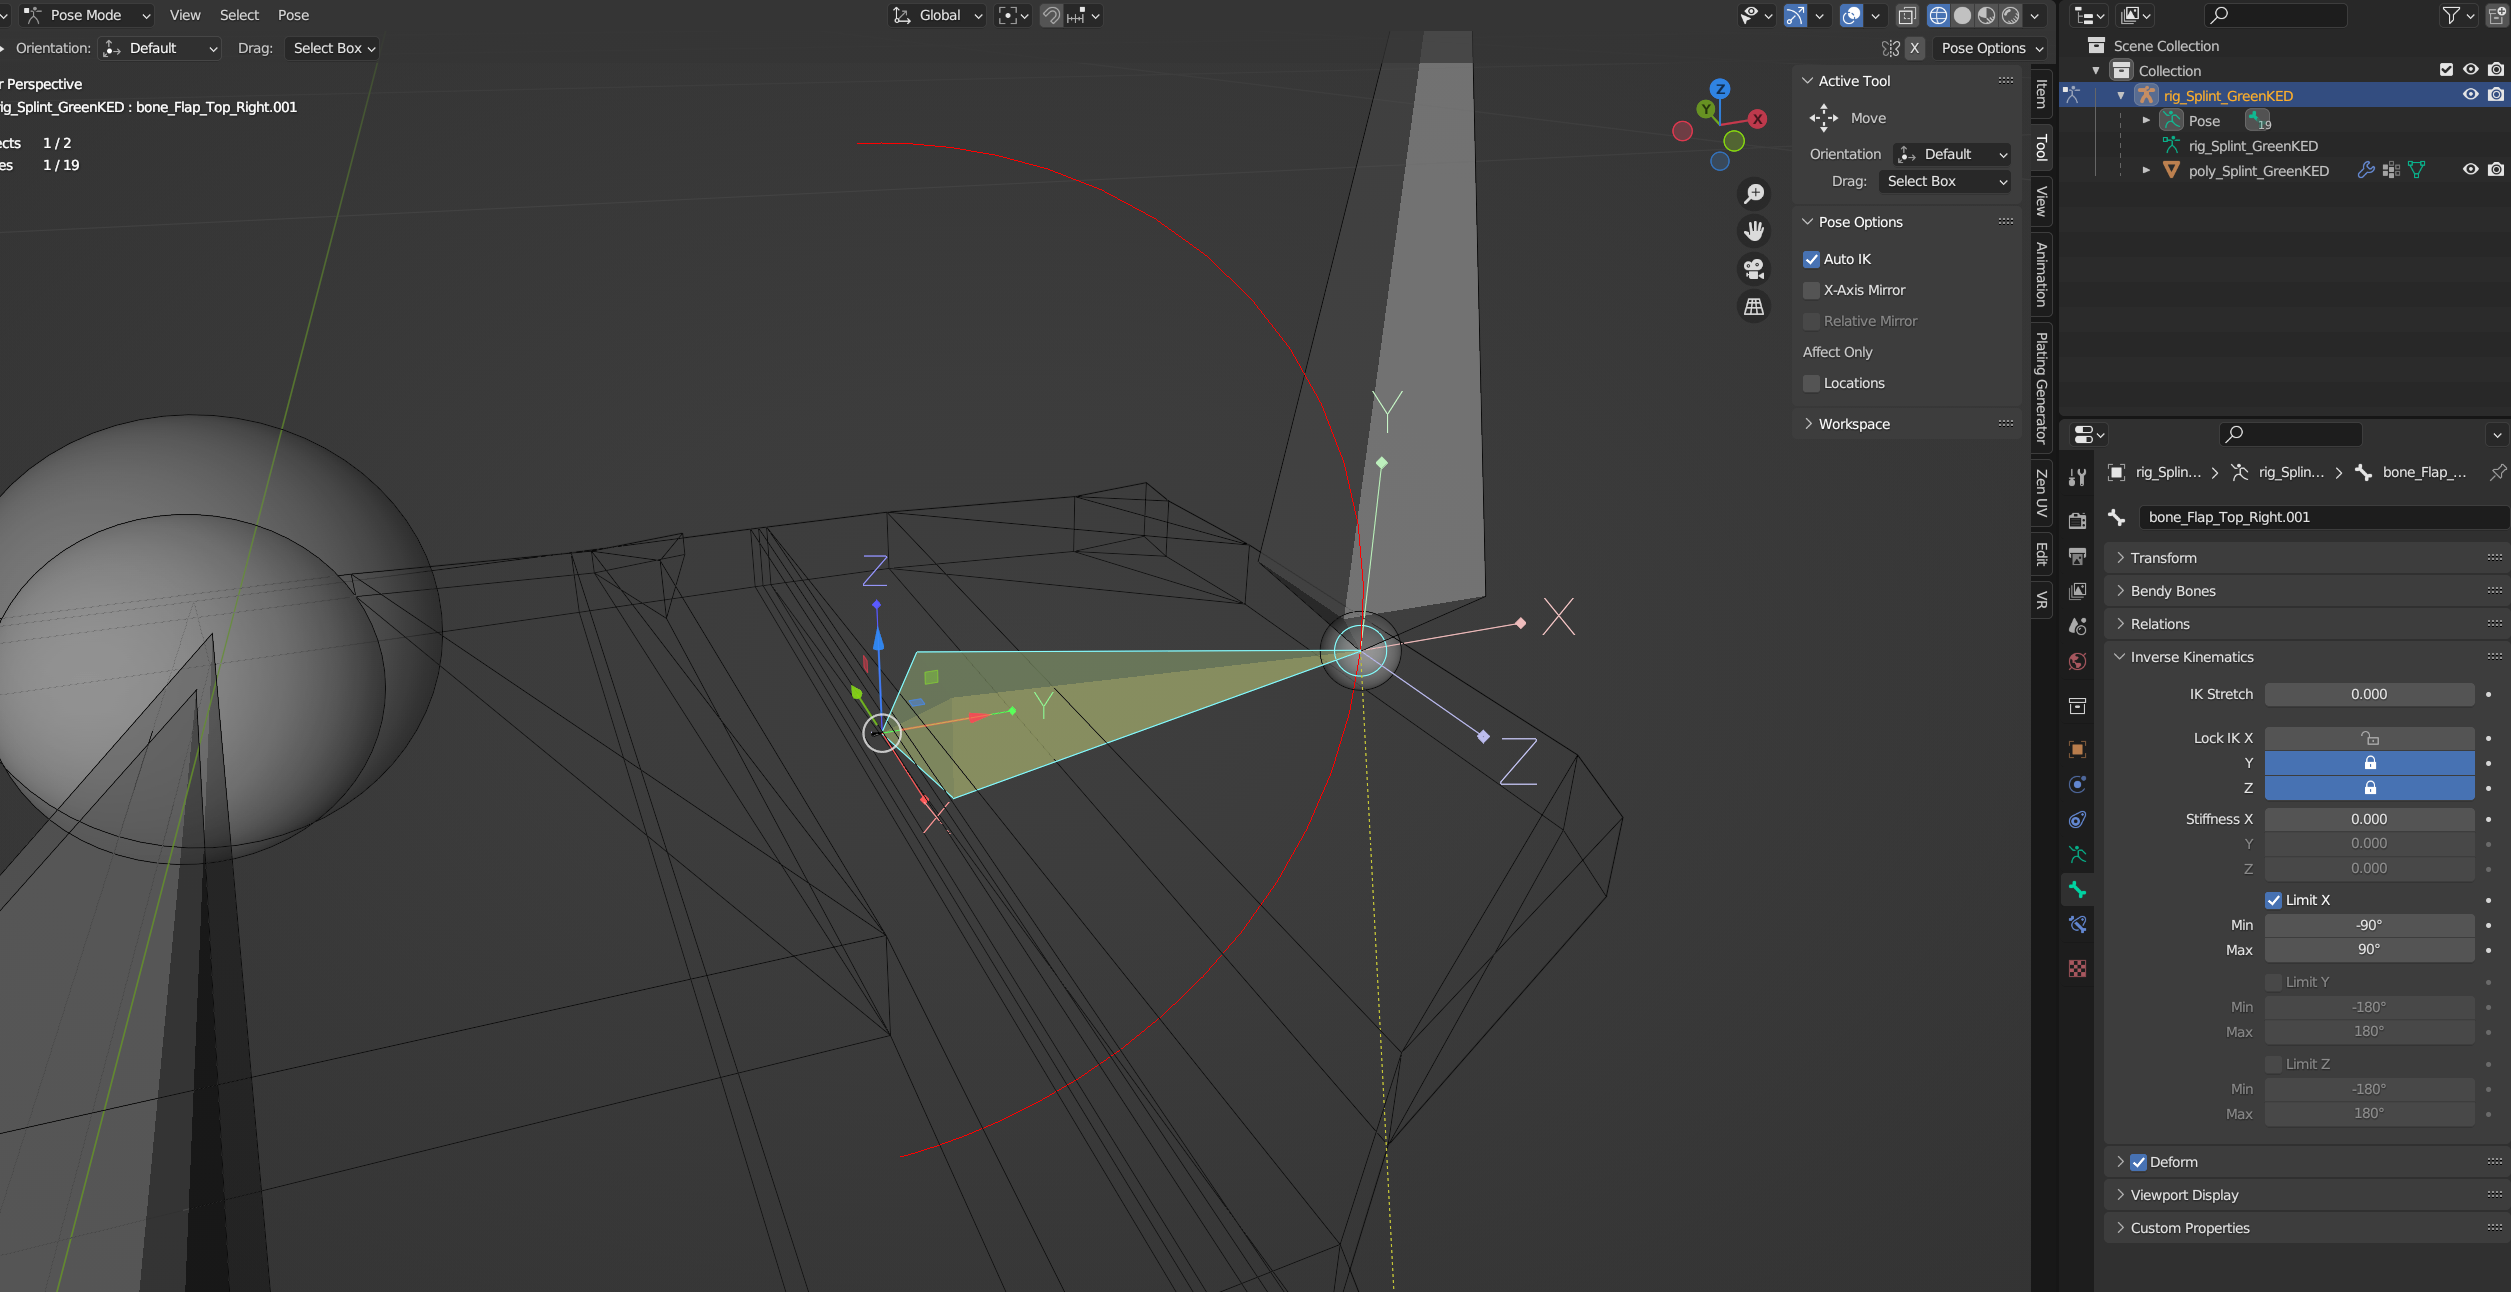 Pose Mode View Select Pose Global
Orientation: Default Drag: Select Box
X Pose Options
r Perspective
ig_Splint_GreenKED : bone_Flap_Top_Right.001
ects 1 / 2
es 1 / 19
Z
Y
X
Y
X
Z
Z
Y
X
Active Tool
Move
Orientation Default
Drag: Select Box
Pose Options
Auto IK
X-Axis Mirror
Relative Mirror
Affect Only
Locations
Workspace
Item
Tool
View
Animation
Plating Generator
Zen UV
Edit
VR
Scene Collection
Collection
rig_Splint_GreenKED
Pose 19
rig_Splint_GreenKED
poly_Splint_GreenKED
rig_Splin... rig_Splin... bone_Flap_...
bone_Flap_Top_Right.001
Transform
Bendy Bones
Relations
Inverse Kinematics
IK Stretch 0.000
Lock IK X
Y
Z
Stiffness X 0.000
Y 0.000
Z 0.000
Limit X
Min -90°
Max 90°
Limit Y
Min -180°
Max 180°
Limit Z
Min -180°
Max 180°
Deform
Viewport Display
Custom Properties